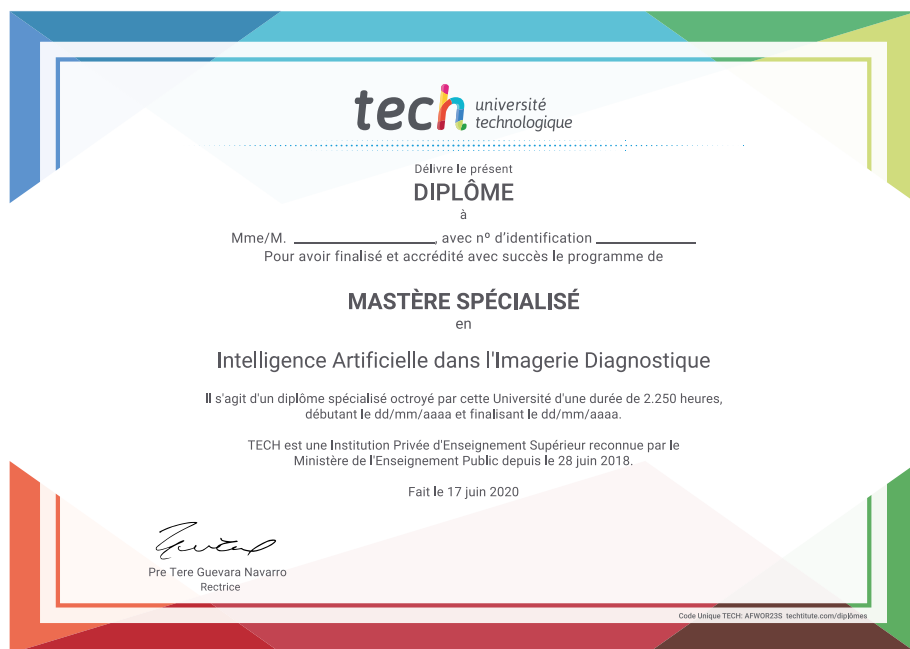 tech université
technologique
Délivre le présent
DIPLÔME
à
Mme/M. ____________________, avec nº d'identification ______________
Pour avoir finalisé et accrédité avec succès le programme de
MASTÈRE SPÉCIALISÉ
en
Intelligence Artificielle dans l'Imagerie Diagnostique
Il s'agit d'un diplôme spécialisé octroyé par cette Université d'une durée de 2.250 heures,
débutant le dd/mm/aaaa et finalisant le dd/mm/aaaa.
TECH est une Institution Privée d'Enseignement Supérieur reconnue par le
Ministère de l'Enseignement Public depuis le 28 juin 2018.
Fait le 17 juin 2020
Pre Tere Guevara Navarro
Rectrice
Code Unique TECH: AFWOR23S techtitute.com/diplômes